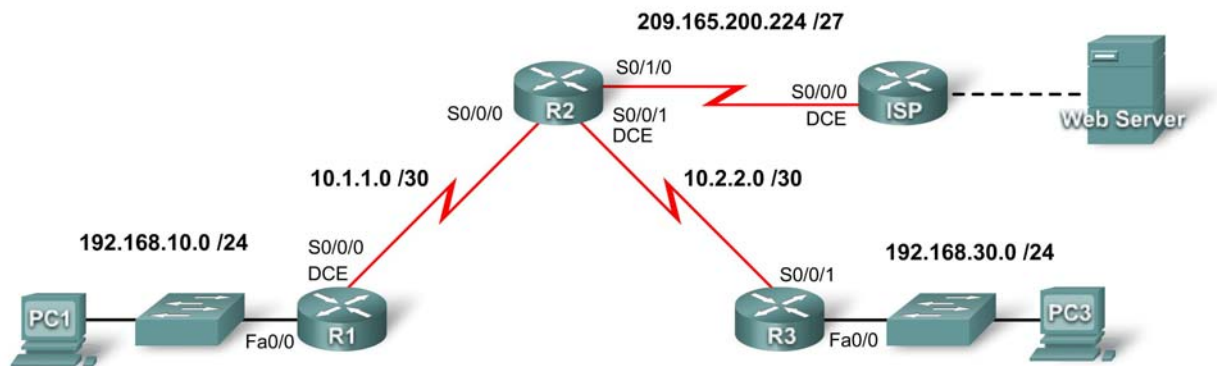 209.165.200.224 /27
S0/1/0
S0/0/0
R2
S0/0/1
DCE
S0/0/0
DCE
ISP
Web Server
10.1.1.0 /30
10.2.2.0 /30
192.168.10.0 /24
S0/0/0
DCE
PC1
Fa0/0
R1
S0/0/1
192.168.30.0 /24
R3
Fa0/0
PC3